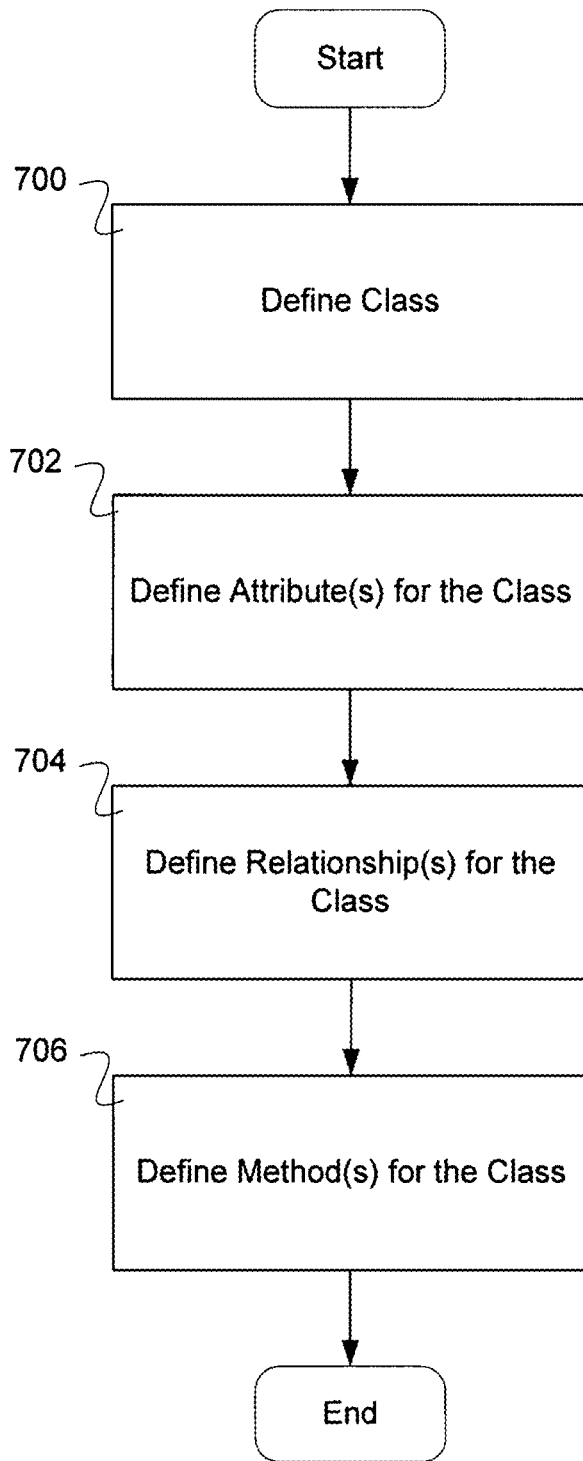 Start
700
Define Class
702
Define Attribute(s) for the Class
704
Define Relationship(s) for the
Class
706
Define Method(s) for the Class
End